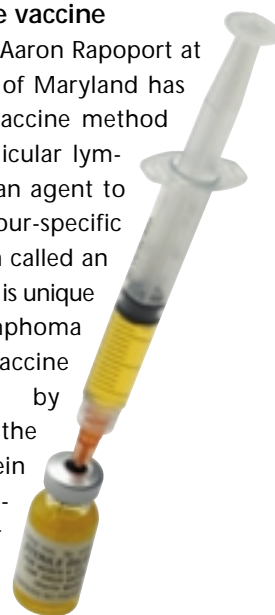 e vaccine
Aaron Rapoport at
of Maryland has
accine method
icular lym-
an agent to
our-specific
n called an
is unique
nphoma
accine
by
the
ein
-